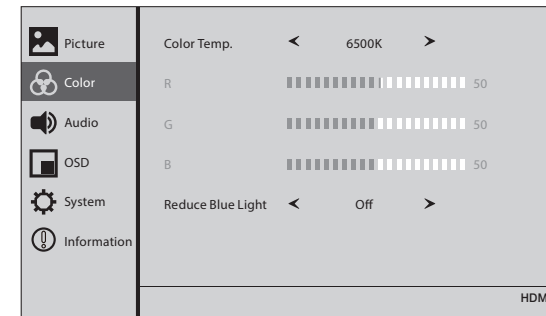 Picture
Color
Audio
OSD
System
Information
Color Temp. 6500K
R 50
G 50
B 50
Reduce Blue Light Off
HDM